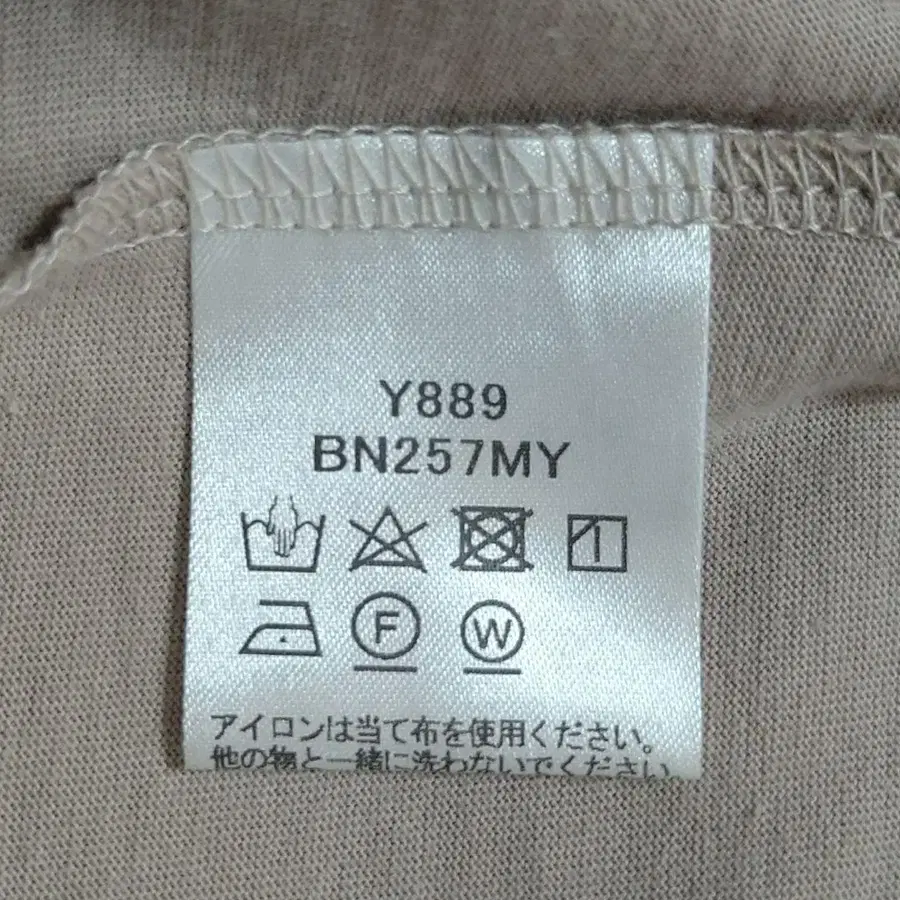 Y889
BN257MY
F W
アイロンは当て布を使用ください。
他の物と一緒に洗わないでください